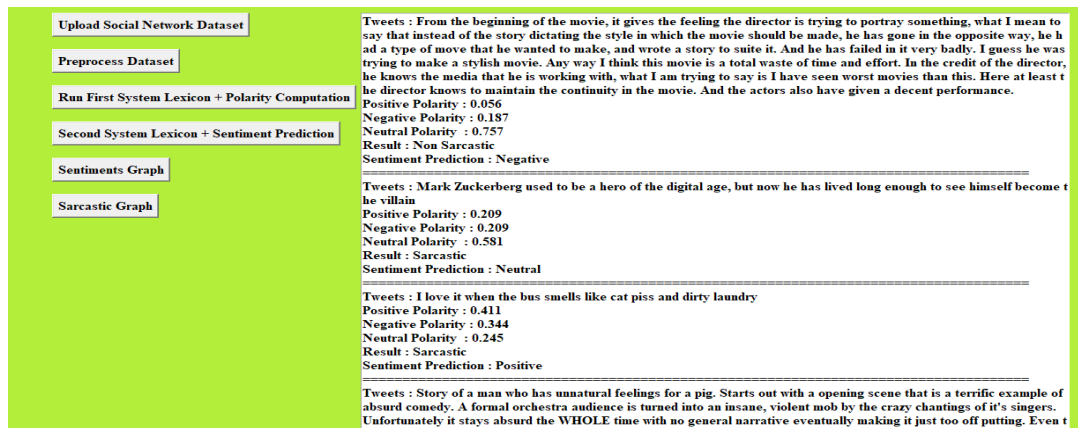 Upload Social Network Dataset
Preprocess Dataset
Run First System Lexicon + Polarity Computation
Second System Lexicon + Sentiment Prediction
Sentiments Graph
Sarcastic Graph
Tweets : From the beginning of the movie, it gives the feeling the director is trying to portray something, what I mean to
say that instead of the story dictating the style in which the movie should be made, he has gone in the opposite way, he h
ad a type of move that he wanted to make, and wrote a story to suite it. And he has failed in it very badly. I guess he was
trying to make a stylish movie. Any way I think this movie is a total waste of time and effort. In the credit of the director,
he knows the media that he is working with, what I am trying to say is I have seen worst movies than this. Here at least t
he director knows to maintain the continuity in the movie. And the actors also have given a decent performance.
Positive Polarity : 0.056
Negative Polarity : 0.187
Neutral Polarity  : 0.757
Result : Non Sarcastic
Sentiment Prediction : Negative
====================================================================================
Tweets : Mark Zuckerberg used to be a hero of the digital age, but now he has lived long enough to see himself become t
he villain
Positive Polarity : 0.209
Negative Polarity : 0.209
Neutral Polarity  : 0.581
Result : Sarcastic
Sentiment Prediction : Neutral
====================================================================================
Tweets : I love it when the bus smells like cat piss and dirty laundry
Positive Polarity : 0.411
Negative Polarity : 0.344
Neutral Polarity  : 0.245
Result : Sarcastic
Sentiment Prediction : Positive
====================================================================================
Tweets : Story of a man who has unnatural feelings for a pig. Starts out with a opening scene that is a terrific example of
absurd comedy. A formal orchestra audience is turned into an insane, violent mob by the crazy chantings of it's singers.
Unfortunately it stays absurd the WHOLE time with no general narrative eventually making it just too off putting. Even t